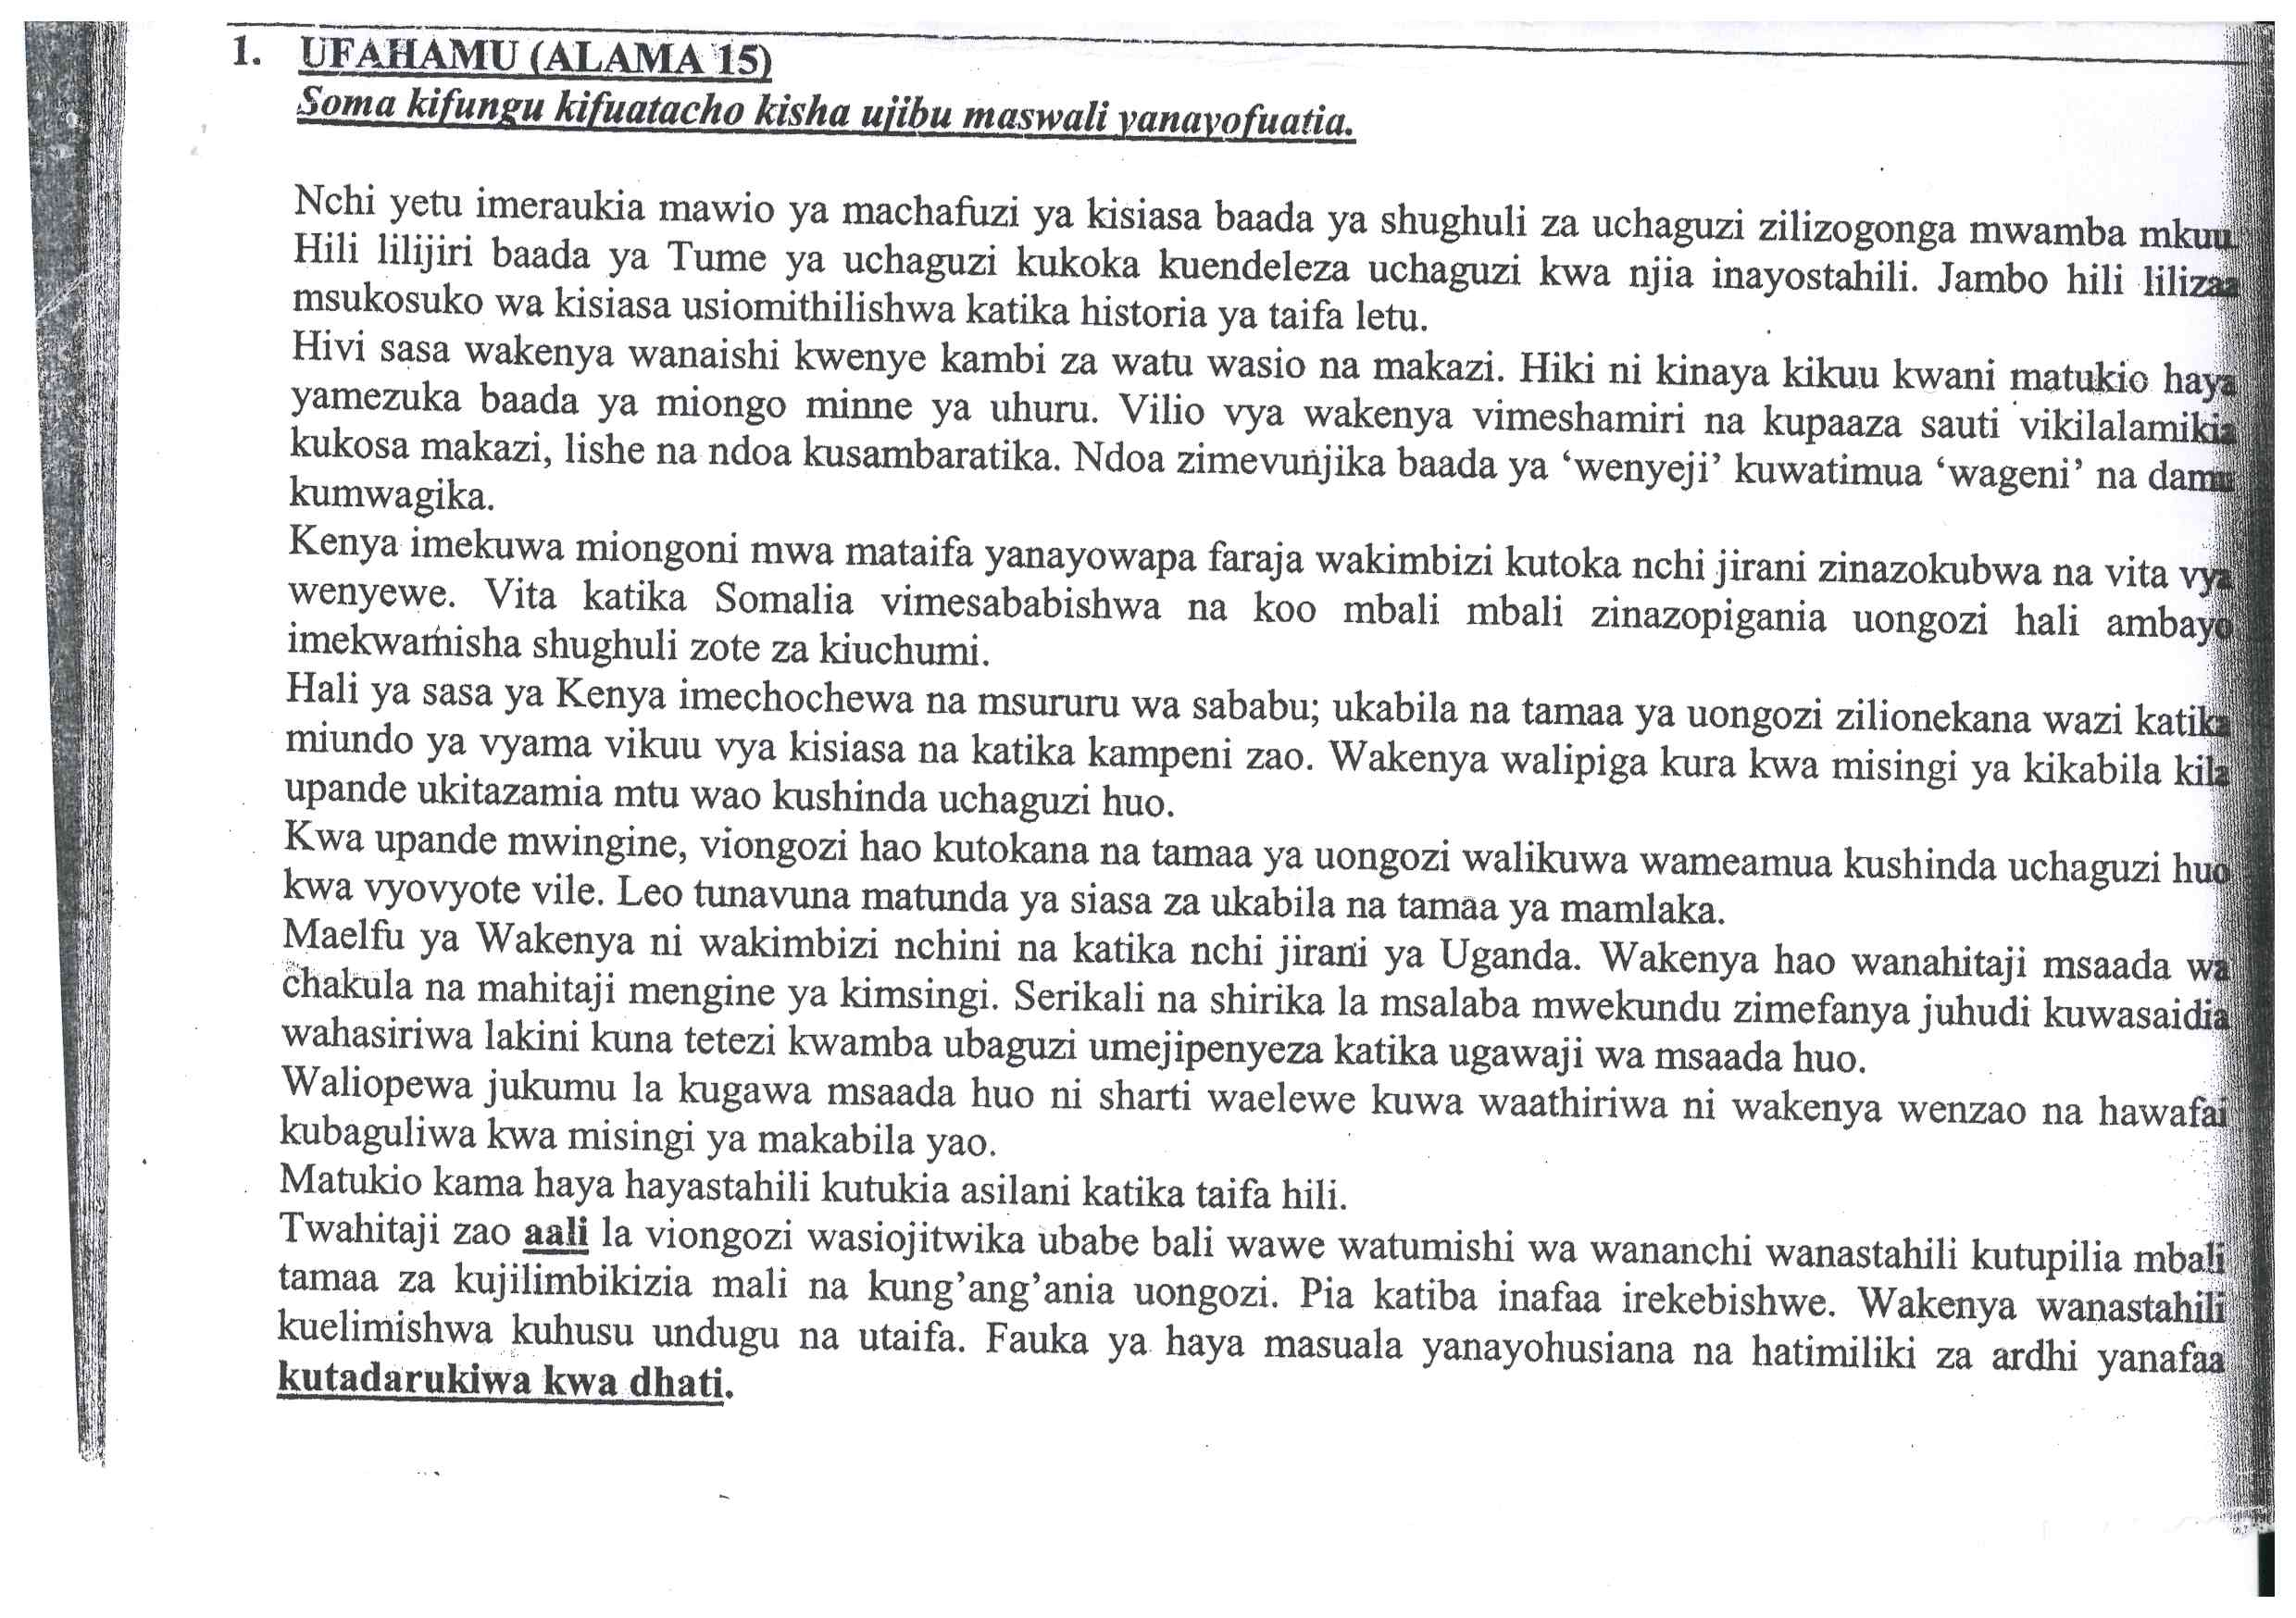 1. UFAHAMU (ALAMA 15)
Soma kifungu kifuatacho kisha ujibu maswali yanayofuatia.
Nchi yetu imeraukia mawio ya machafuzi ya kisiasa baada ya shughuli za uchaguzi zilizogonga mwamba mkuu.
Hili lilijiri baada ya Tume ya uchaguzi kukoka kuendeleza uchaguzi kwa njia inayostahili. Jambo hili lilizaa
msukosuko wa kisiasa usiomithilishwa katika historia ya taifa letu.
Hivi sasa wakenya wanaishi kwenye kambi za watu wasio na makazi. Hiki ni kinaya kikuu kwani matukio haya
yamezuka baada ya miongo minne ya uhuru. Vilio vya wakenya vimeshamiri na kupaaza sauti vikilalamikia
kukosa makazi, lishe na ndoa kusambaratika. Ndoa zimevunjika baada ya ‘wenyeji’ kuwatimua ‘wageni’ na damu
kumwagika.
Kenya imekuwa miongoni mwa mataifa yanayowapa faraja wakimbizi kutoka nchi jirani zinazokubwa na vita vya
wenyewe. Vita katika Somalia vimesababishwa na koo mbali mbali zinazopigania uongozi hali ambayo
imekwamisha shughuli zote za kiuchumi.
Hali ya sasa ya Kenya imechochewa na msururu wa sababu; ukabila na tamaa ya uongozi zilionekana wazi katika
miundo ya vyama vikuu vya kisiasa na katika kampeni zao. Wakenya walipiga kura kwa misingi ya kikabila kila
upande ukitazamia mtu wao kushinda uchaguzi huo.
Kwa upande mwingine, viongozi hao kutokana na tamaa ya uongozi walikuwa wameamua kushinda uchaguzi huo
kwa vyovyote vile. Leo tunavuna matunda ya siasa za ukabila na tamaa ya mamlaka.
Maelfu ya Wakenya ni wakimbizi nchini na katika nchi jirani ya Uganda. Wakenya hao wanahitaji msaada wa
chakula na mahitaji mengine ya kimsingi. Serikali na shirika la msalaba mwekundu zimefanya juhudi kuwasaidia
wahasiriwa lakini kuna tetezi kwamba ubaguzi umejipenyeza katika ugawaji wa msaada huo.
Waliopewa jukumu la kugawa msaada huo ni sharti waelewe kuwa waathiriwa ni wakenya wenzao na hawafai
kubaguliwa kwa misingi ya makabila yao.
Matukio kama haya hayastahili kutukia asilani katika taifa hili.
Twahitaji zao aali la viongozi wasiojitwika ubabe bali wawe watumishi wa wananchi wanastahili kutupilia mbali
tamaa za kujilimbikizia mali na kung’ang’ania uongozi. Pia katiba inafaa irekebishwe. Wakenya wanastahili
kuelimishwa kuhusu undugu na utaifa. Fauka ya haya masuala yanayohusiana na hatimiliki za ardhi yanafaa
kutadarukiwa kwa dhati.